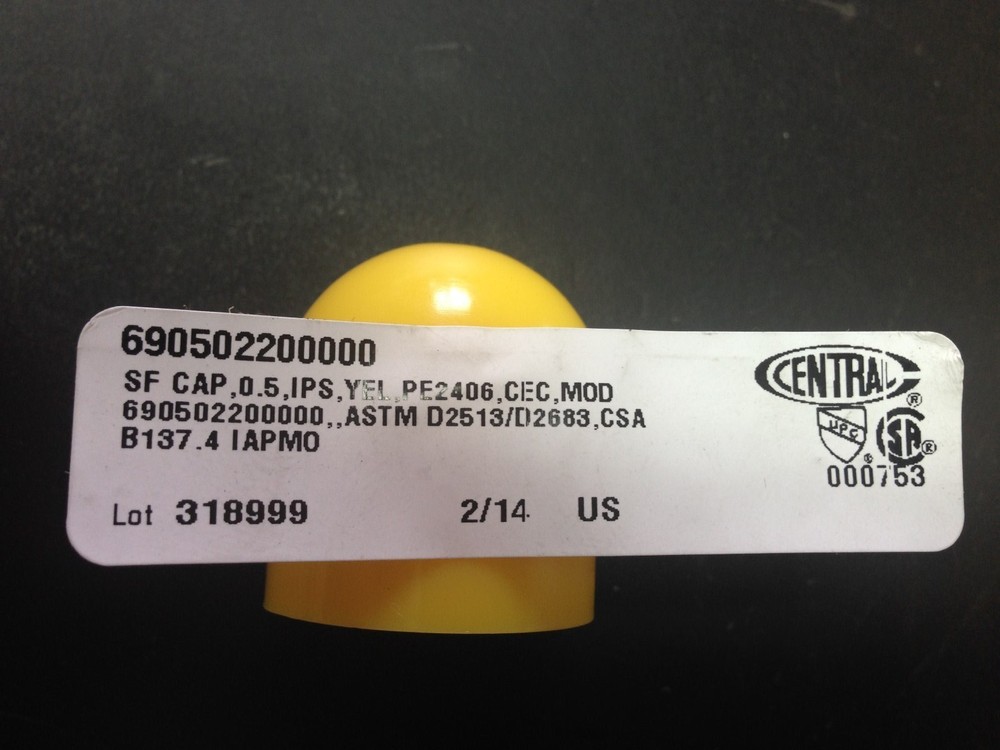 690502200000
SF CAP,0.5,IPS,YEL,PE2406,CEC,MOD
690502200000,,ASTM D2513/D2683,CSA
B137.4 IAPMO
Lot 318999 2/14 US
CENTRAL®
UPC® SA®
000753